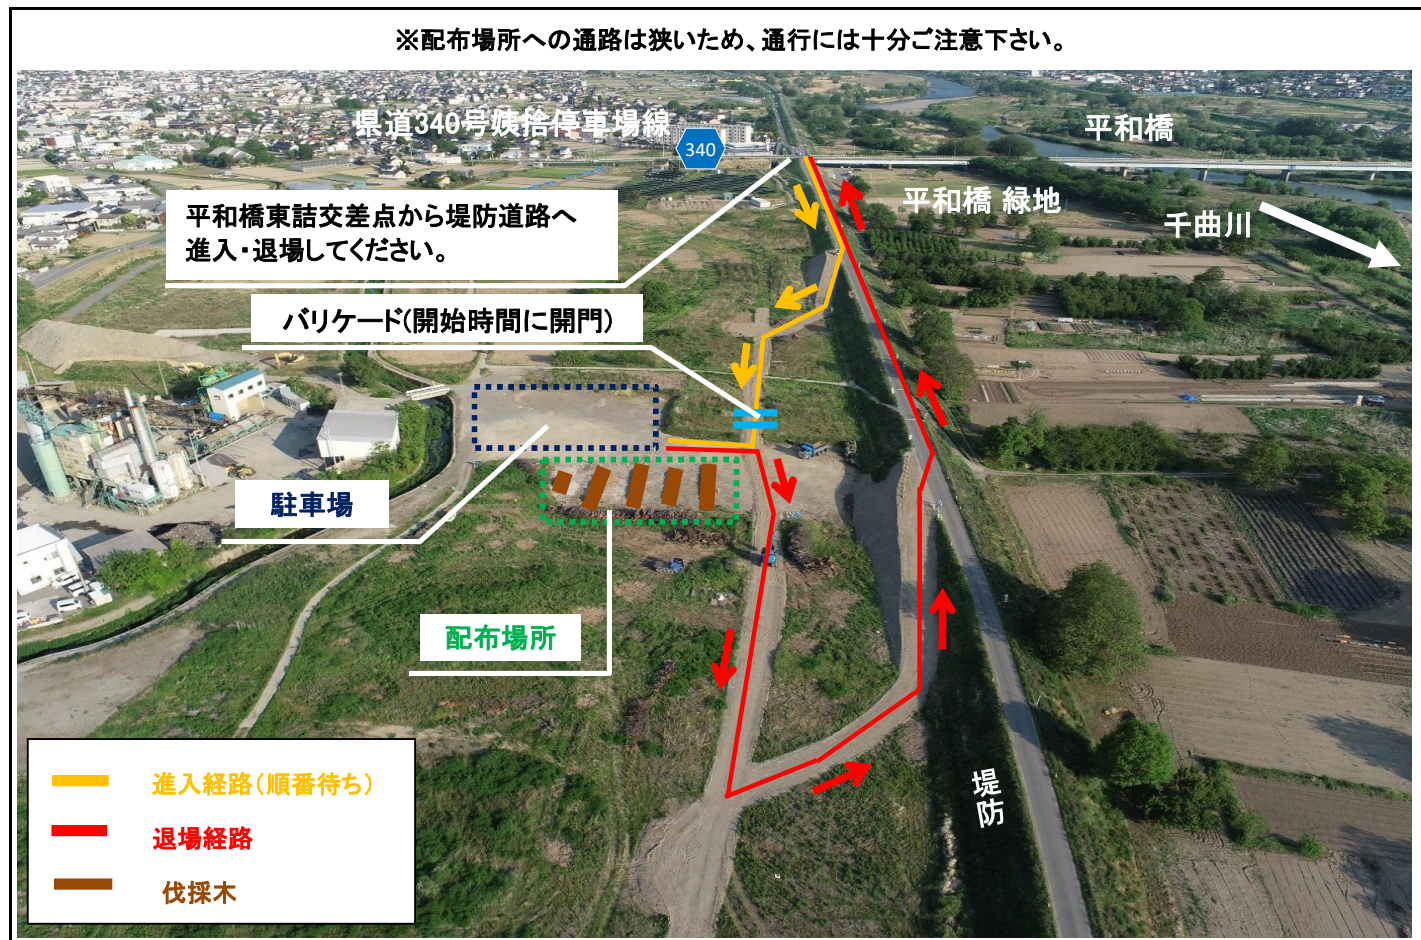 ※配布場所への通路は狭いため、通行には十分ご注意下さい。
県道340号姨捨停車場線
340
平和橋
平和橋東詰交差点から堤防道路へ
進入・退場してください。
平和橋 緑地
千曲川
バリケード(開始時間に開門)
駐車場
配布場所
堤防
進入経路(順番待ち)
退場経路
伐採木